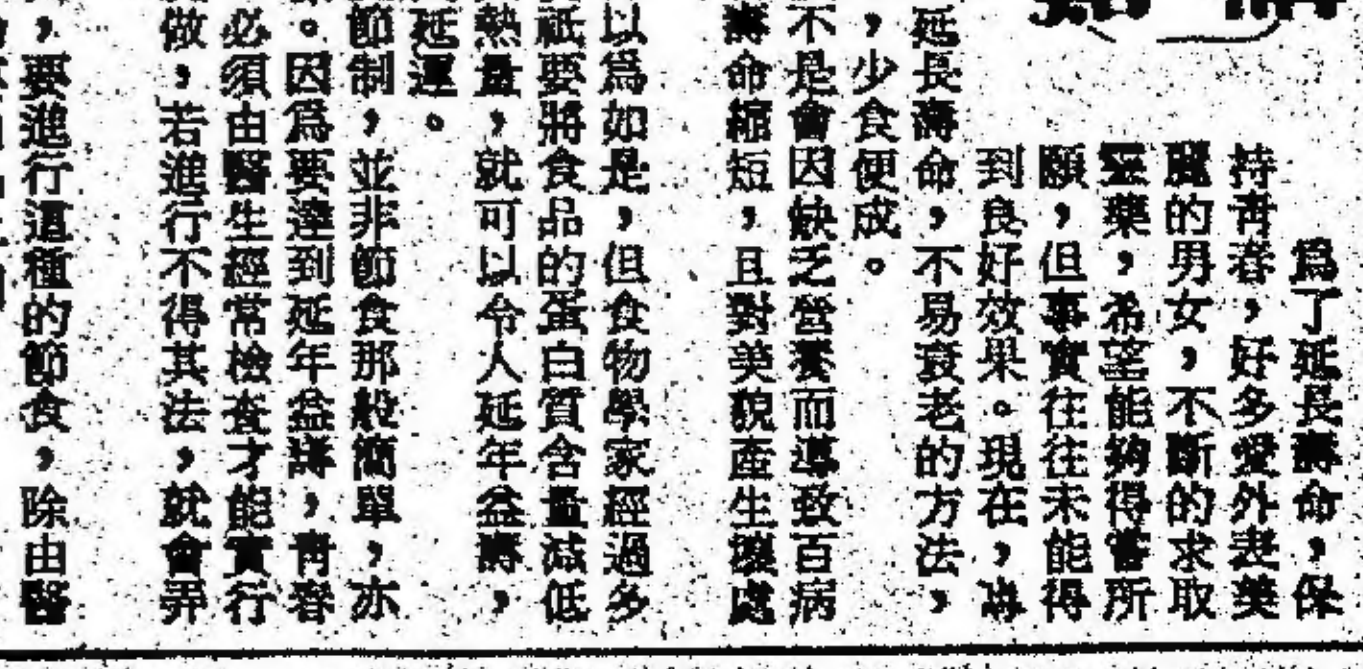 為了延長壽命，保
持青春，好多愛外表美
麗的男女，不斷的求取
靈藥，希望能夠得嘗所
願，但事實往往未能得
到良好效果。現在，
延長壽命，不易衰老的方法，
，少食便成。
不是會因缺乏營養而導致百病
壽命縮短，且對美貌產生壞處
以為如是，但食物學家經過多
祇要將食品的蛋白質含量減低
熱量，就可以令人延年益壽，
延遲。
節制，並非節食那般簡單，亦
。因為要達到延年益壽，青春
必須由醫生經常檢查才能實行
做，若進行不得其法，就會弄
，要進行這種的節食，除由醫